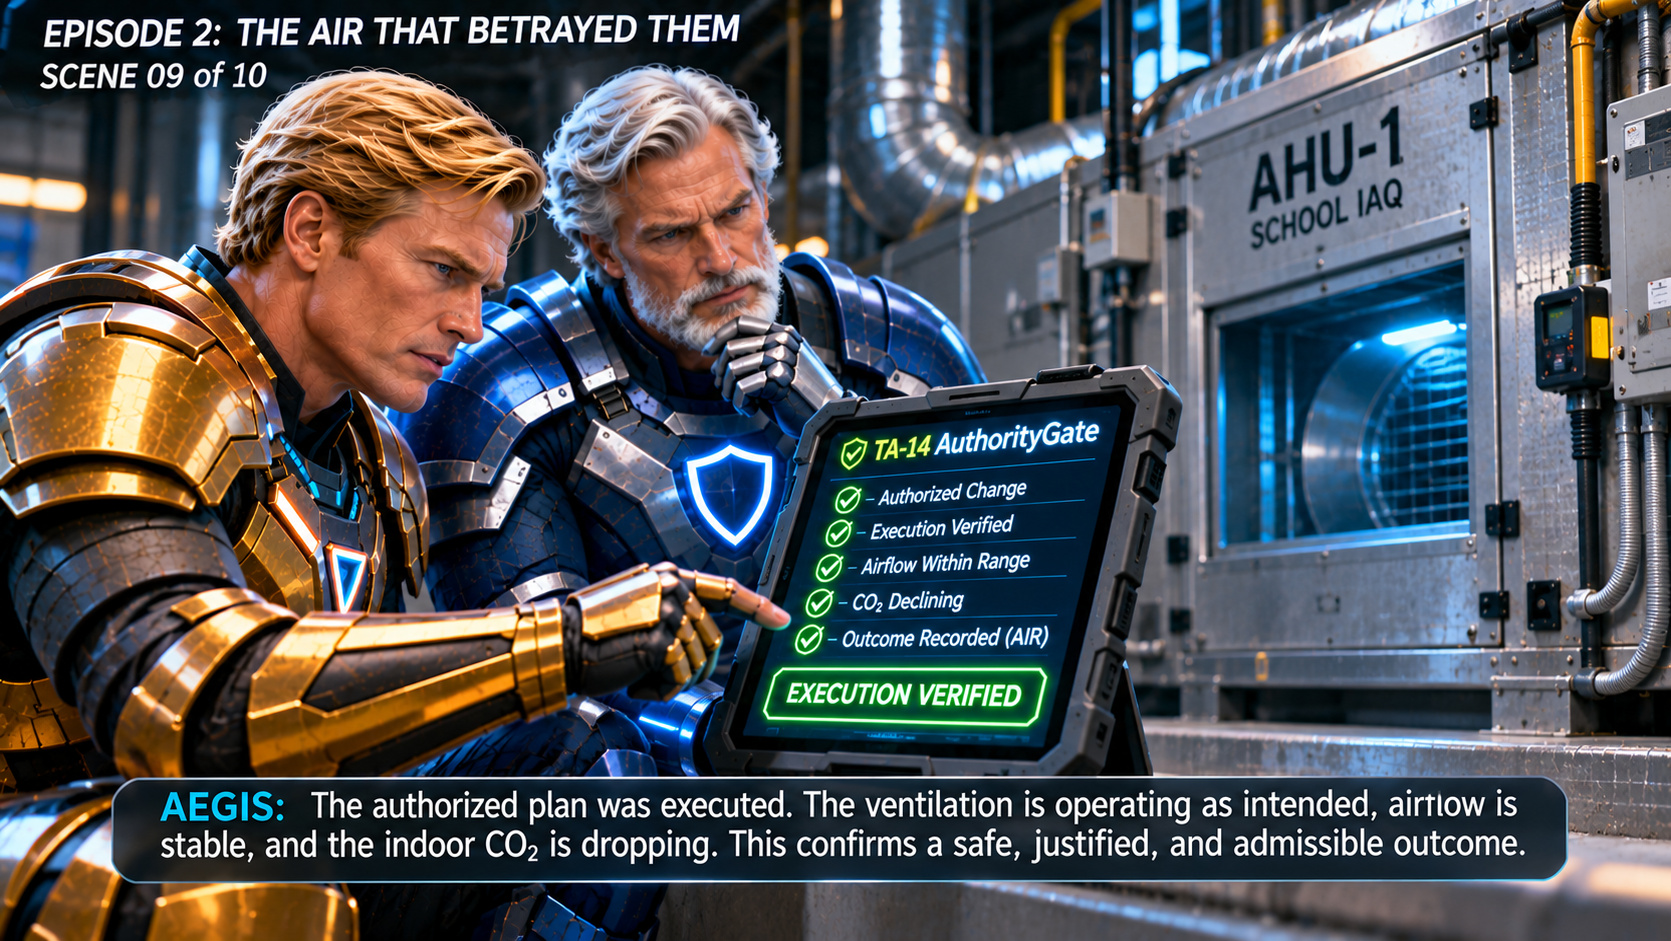 EPISODE 2: THE AIR THAT BETRAYED THEM
SCENE 09 of 10
AHU-1
SCHOOL IAQ
TA-14 AuthorityGate
– Authorized Change
– Execution Verified
– Airflow Within Range
– CO₂ Declining
– Outcome Recorded (AIR)
EXECUTION VERIFIED
AEGIS: The authorized plan was executed. The ventilation is operating as intended, airflow is
stable, and the indoor CO₂ is dropping. This confirms a safe, justified, and admissible outcome.